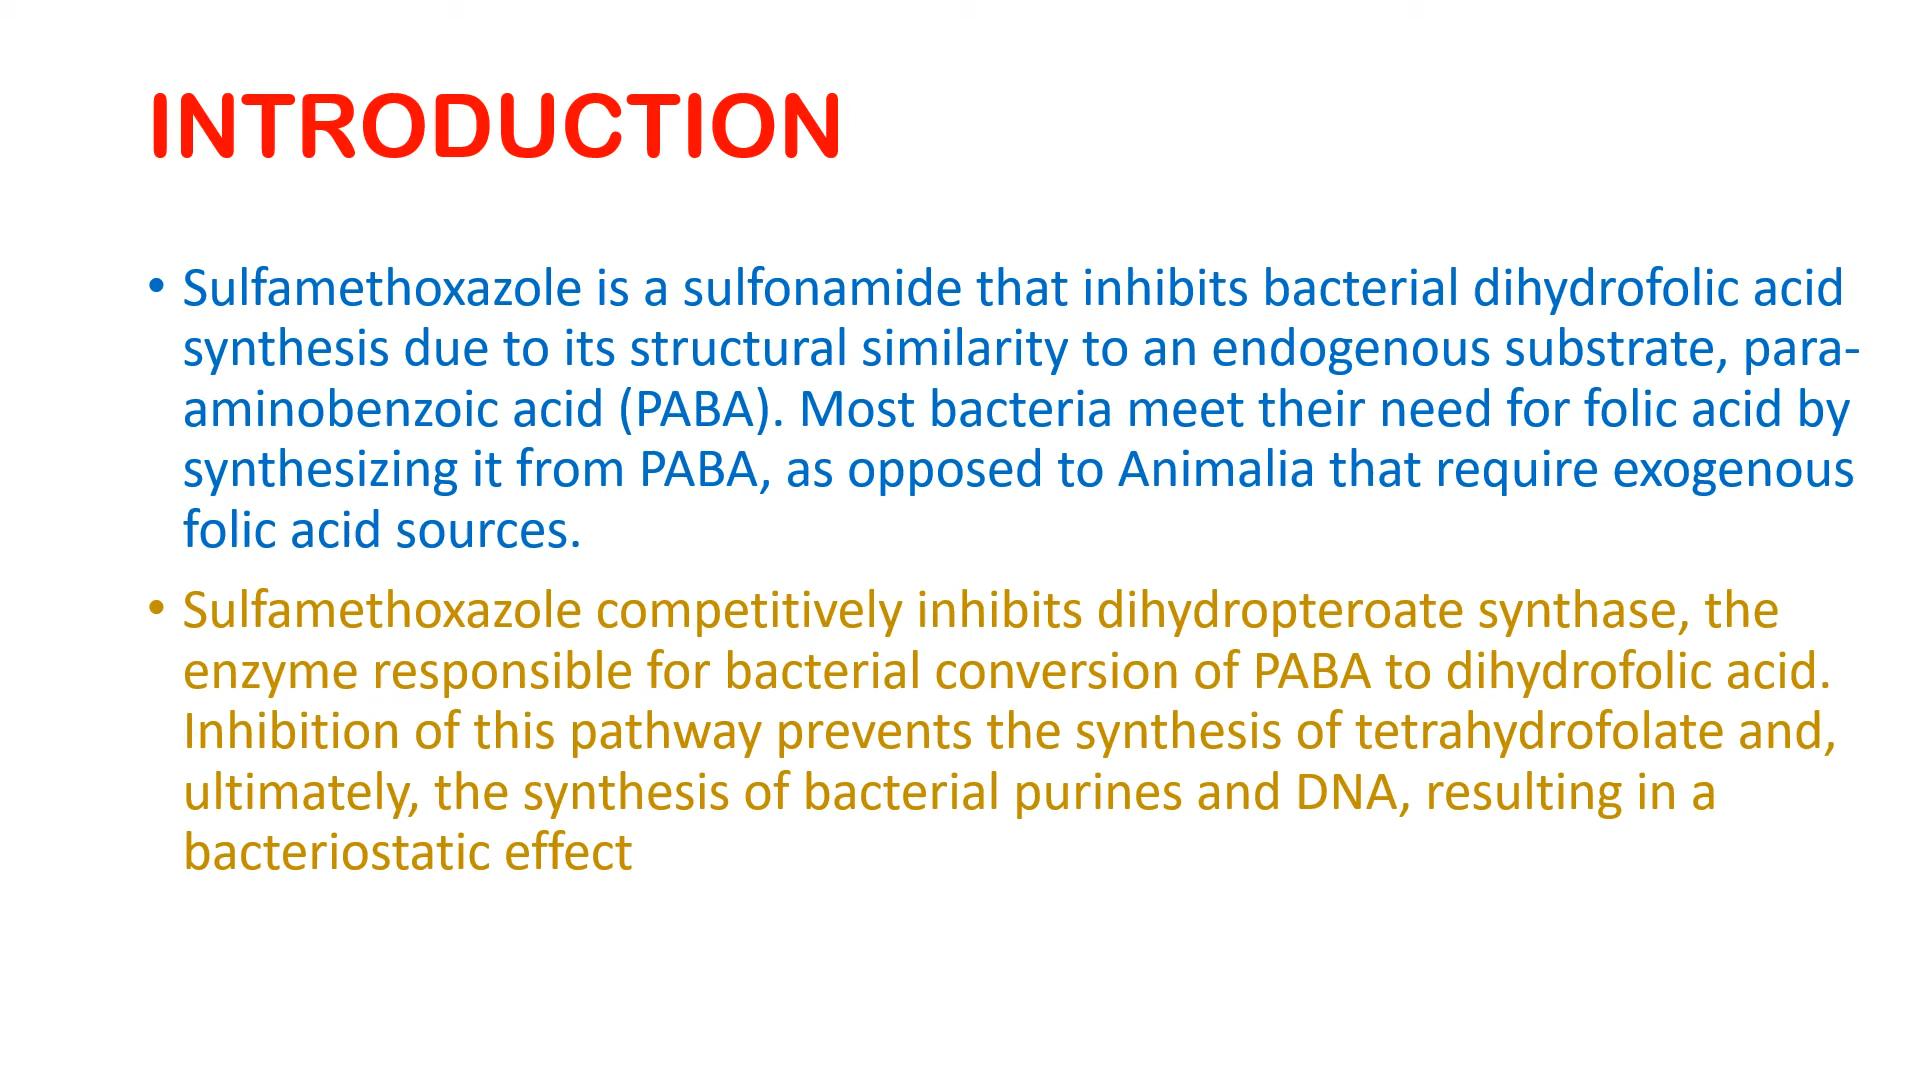 INTRODUCTION
• Sulfamethoxazole is a sulfonamide that inhibits bacterial dihydrofolic acid
synthesis due to its structural similarity to an endogenous substrate, para-
aminobenzoic acid (PABA). Most bacteria meet their need for folic acid by
synthesizing it from PABA, as opposed to Animalia that require exogenous
folic acid sources.
• Sulfamethoxazole competitively inhibits dihydropteroate synthase, the
enzyme responsible for bacterial conversion of PABA to dihydrofolic acid.
Inhibition of this pathway prevents the synthesis of tetrahydrofolate and,
ultimately, the synthesis of bacterial purines and DNA, resulting in a
bacteriostatic effect